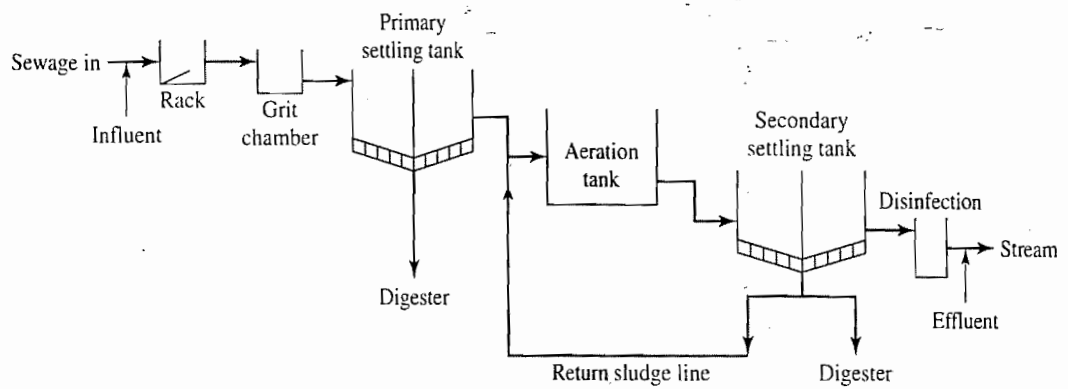 Primary
settling tank
Sewage in
Rack
Grit
chamber
Influent
Aeration
tank
Secondary
settling tank
Disinfection
Stream
Digester
Effluent
Return sludge line
Digester